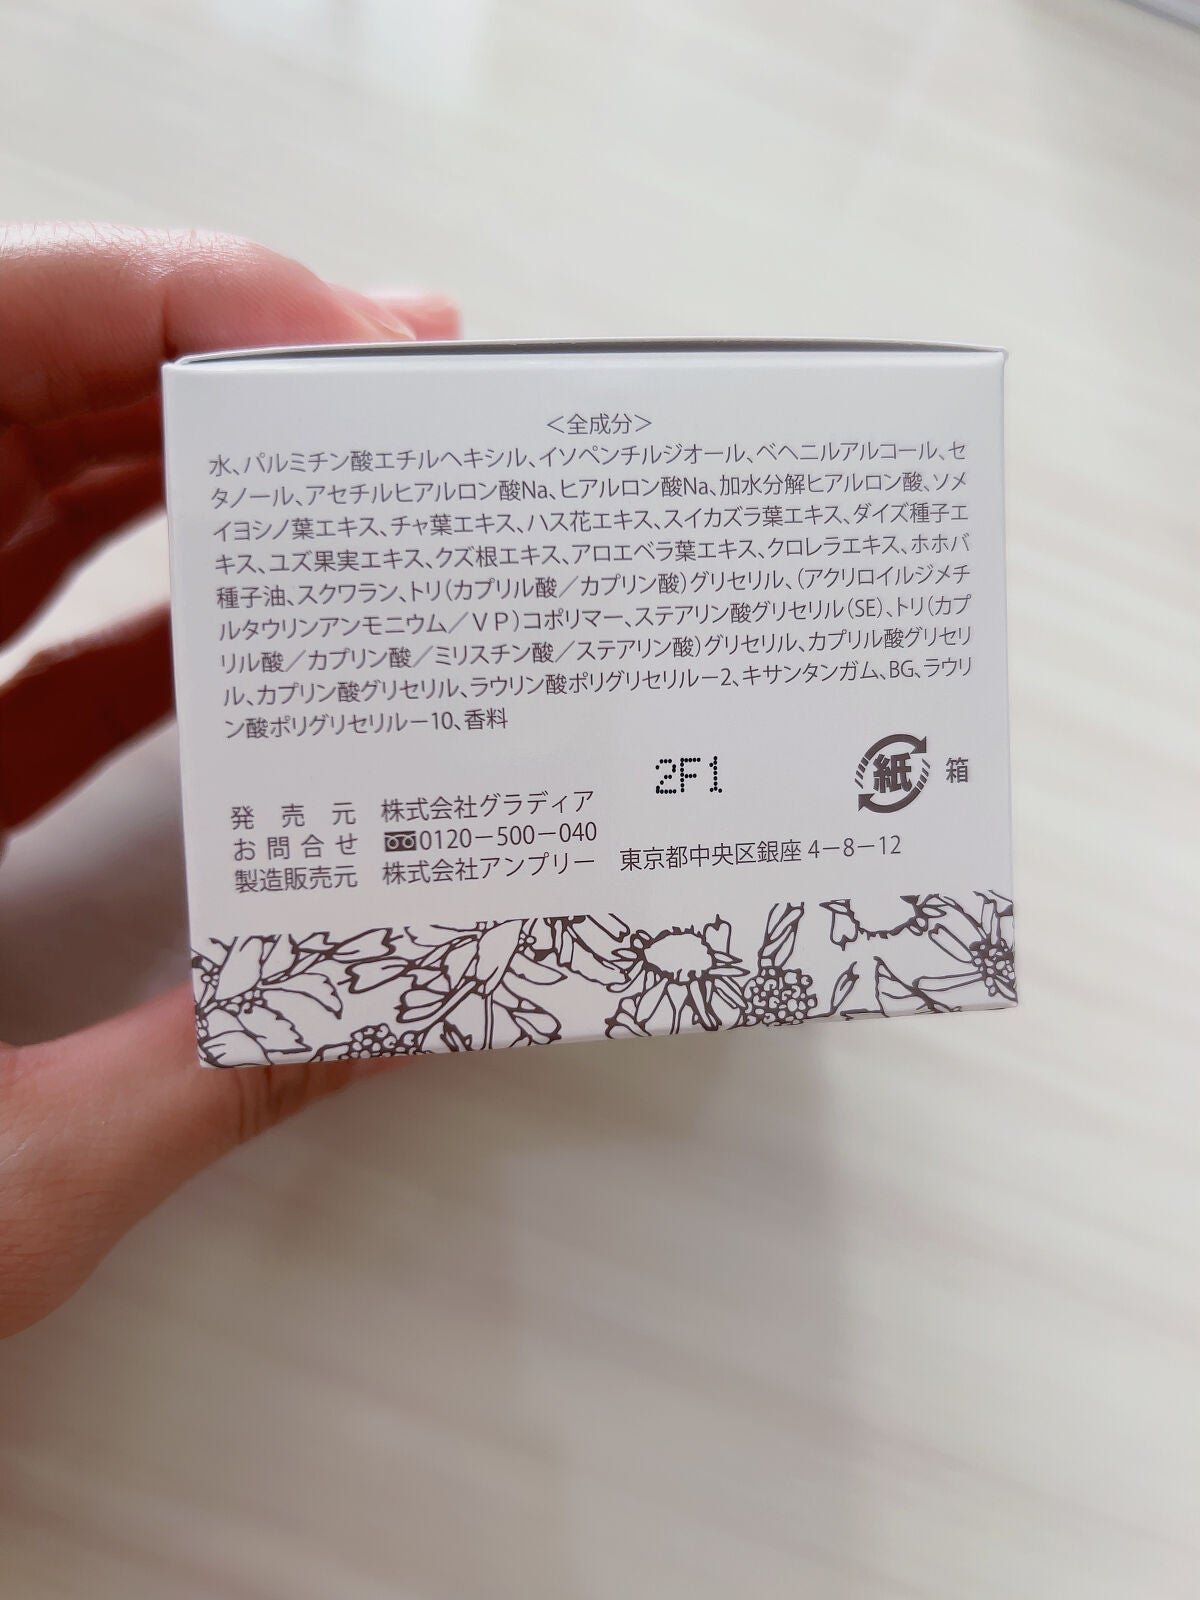 ＜全成分＞
水、パルミチン酸エチルヘキシル、イソペンチルジオール、ベヘニルアルコール、セ
タノール、アセチルヒアルロン酸Na、ヒアルロン酸Na、加水分解ヒアルロン酸、ソメ
イヨシノ葉エキス、チャ葉エキス、ハス花エキス、スイカズラ葉エキス、ダイズ種子エ
キス、ユズ果実エキス、クズ根エキス、アロエベラ葉エキス、クロレラエキス、ホホバ
種子油、スクワラン、トリ（カプリル酸／カプリン酸）グリセリル、（アクリロイルジメチ
ルタウリンアンモニウム／ＶＰ）コポリマー、ステアリン酸グリセリル（SE）、トリ（カプ
リル酸／カプリン酸／ミリスチン酸／ステアリン酸）グリセリル、カプリル酸グリセリ
ル、カプリン酸グリセリル、ラウリン酸ポリグリセリル－2、キサンタンガム、BG、ラウリ
ン酸ポリグリセリル－10、香料
2F1
紙 箱
発売元 株式会社グラディア
お問合せ 0120－500－040
製造販売元 株式会社アンプリー 東京都中央区銀座 4－8－12